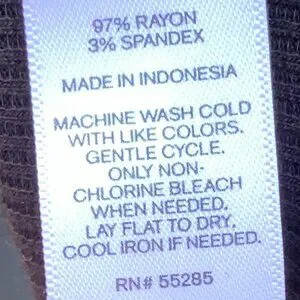 97% RAYON
3% SPANDEX
MADE IN INDONESIA
MACHINE WASH COLD
WITH LIKE COLORS.
GENTLE CYCLE.
ONLY NON-
CHLORINE BLEACH
WHEN NEEDED.
LAY FLAT TO DRY.
COOL IRON IF NEEDED.
RN# 55285